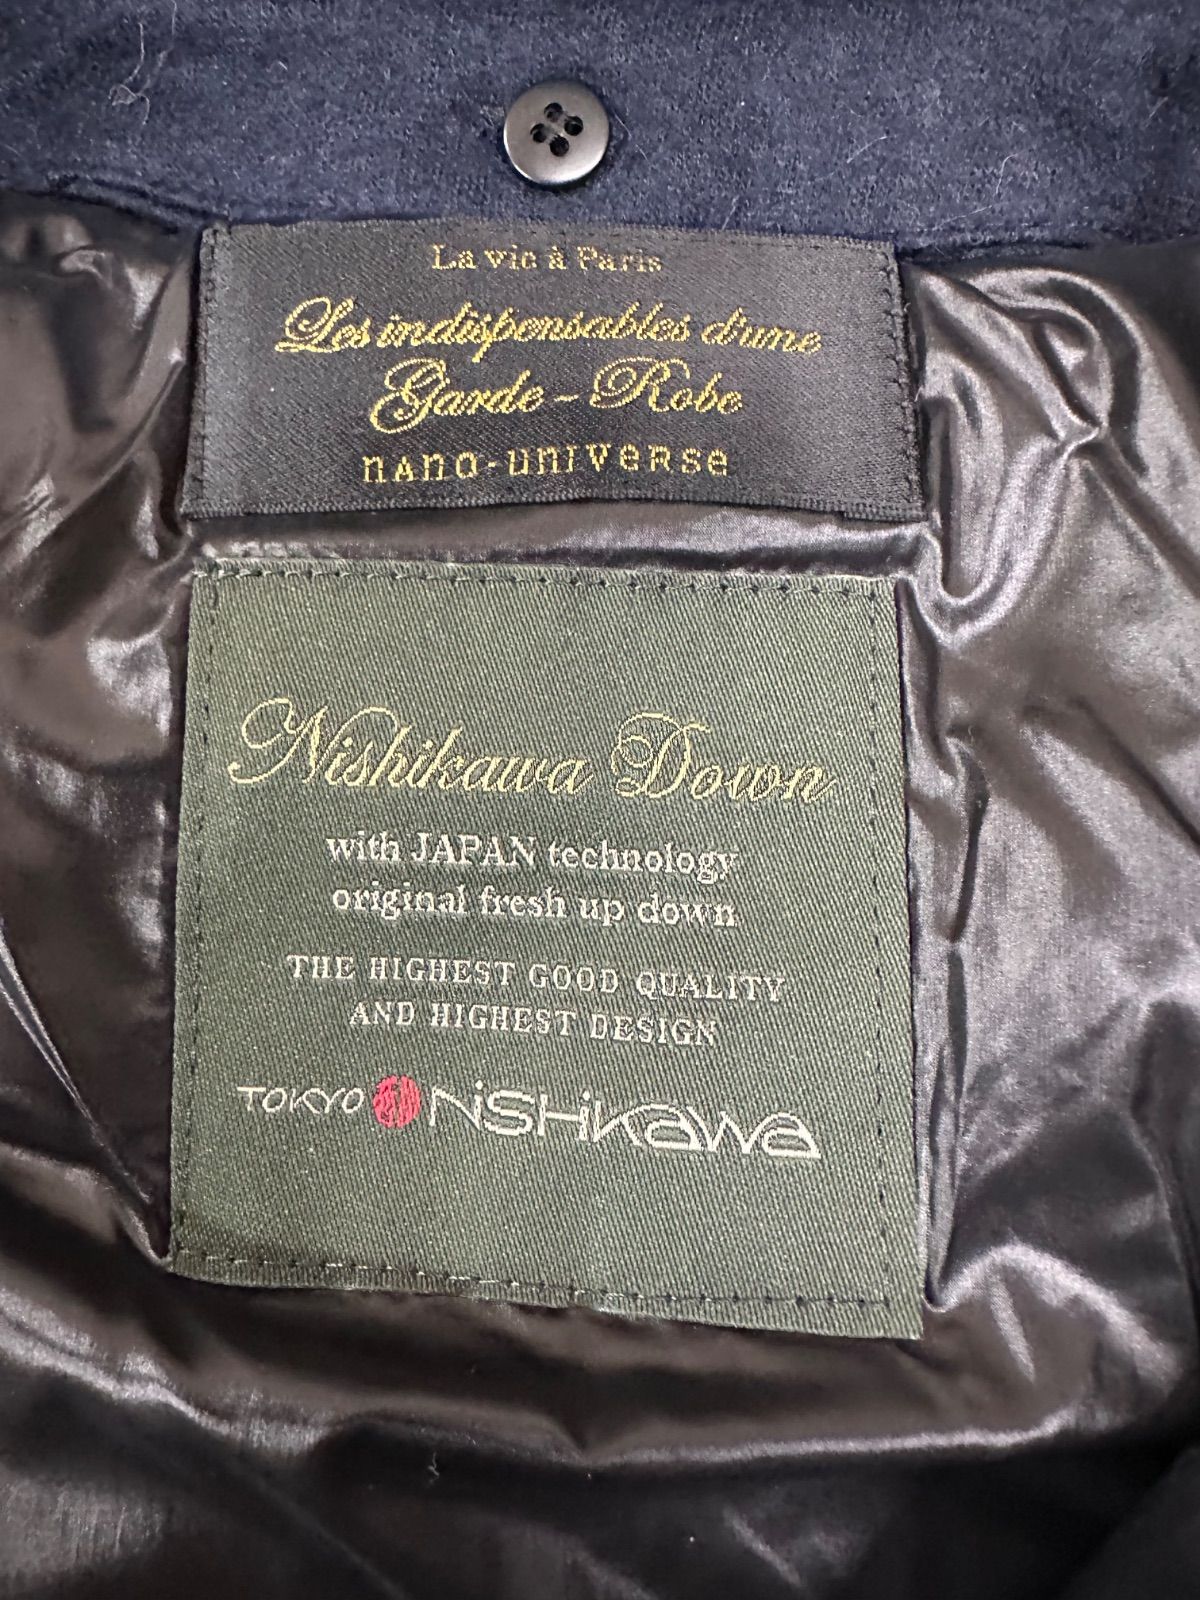 La vie à Paris
Les indispensables d'une
Garde-Robe
nano·universe
Nishikawa Down
with JAPAN technology
original fresh up down
THE HIGHEST GOOD QUALITY
AND HIGHEST DESIGN
TOKYO NiSHiKAWA